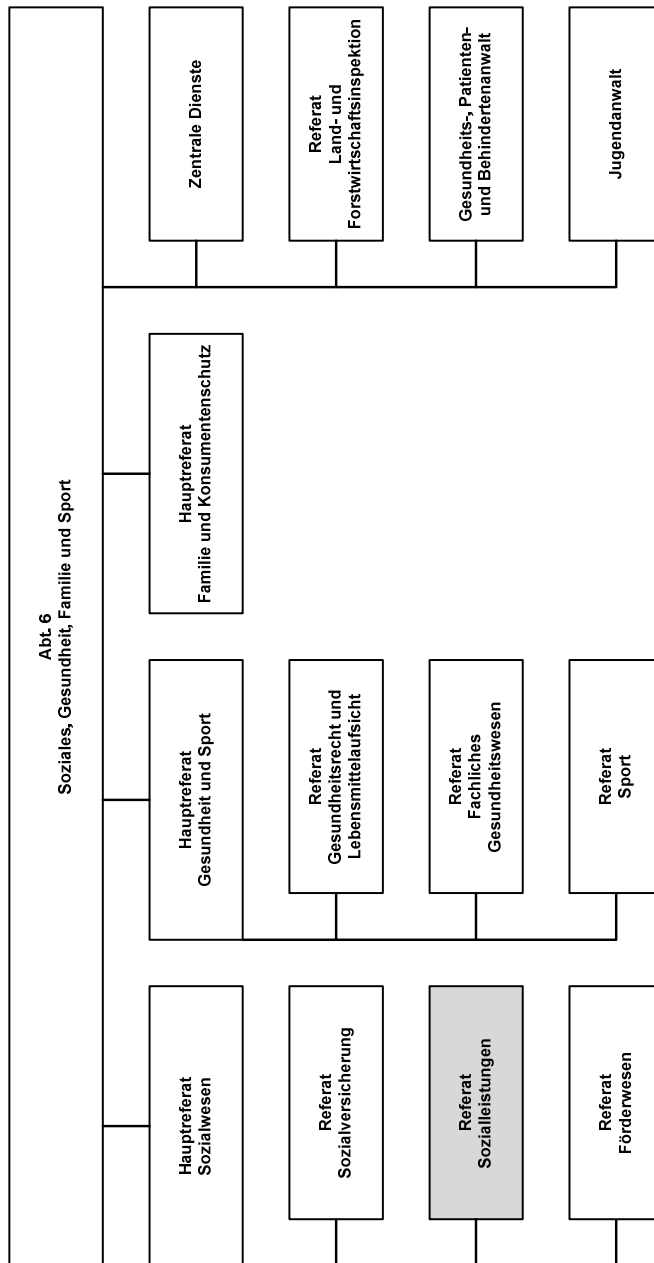 Abt. 6
Soziales, Gesundheit, Familie und Sport
Hauptreferat
Sozialwesen
Referat
Sozialversicherung
Referat
Sozialleistungen
Referat
Förderwesen
Hauptreferat
Gesundheit und Sport
Referat
Gesundheitsrecht und
Lebensmittelaufsicht
Referat
Fachliches
Gesundheitswesen
Referat
Sport
Hauptreferat
Familie und Konsumentenschutz
Zentrale Dienste
Referat
Land- und
Forstwirtschaftsinspektion
Gesundheits-, Patienten-
und Behindertenanwalt
Jugendanwalt